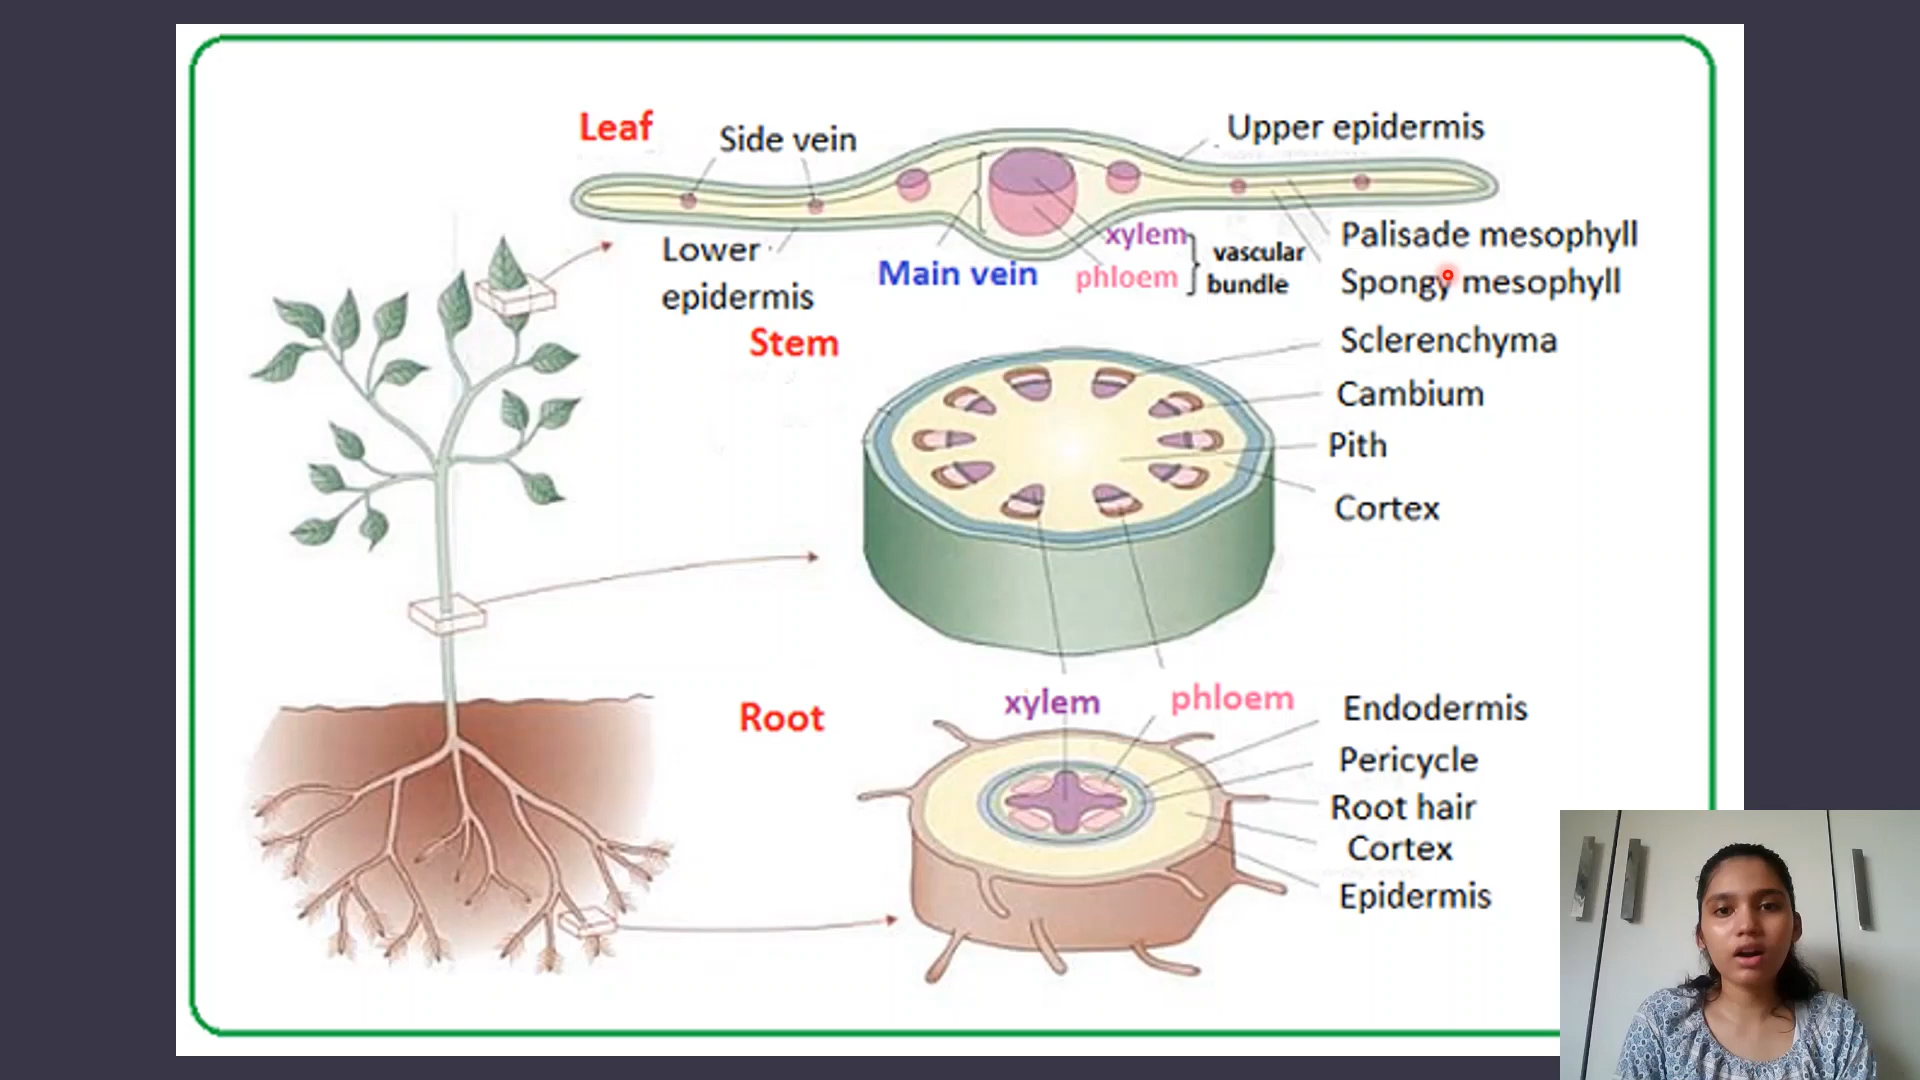 Leaf
Side vein
Upper epidermis
Lower
epidermis
Main vein
xylem
phloem
vascular
bundle
Palisade mesophyll
Spongy mesophyll
Stem
Sclerenchyma
Cambium
Pith
Cortex
xylem
phloem
Root
Endodermis
Pericycle
Root hair
Cortex
Epidermis